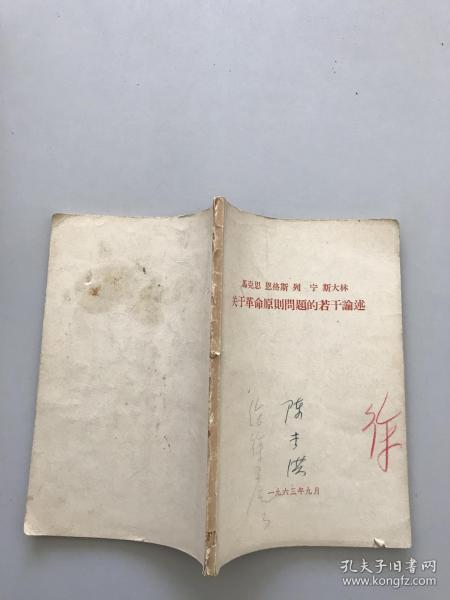 馬克思 恩格斯 列 宁 斯大林
关于革命原則問題的若干論述
徐
陈
一九六三年九月
孔夫子旧书网
www.kongfz.com